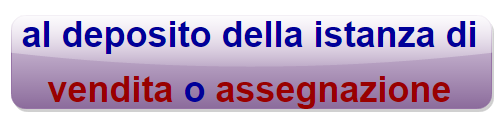 al deposito della istanza di
vendita o assegnazione